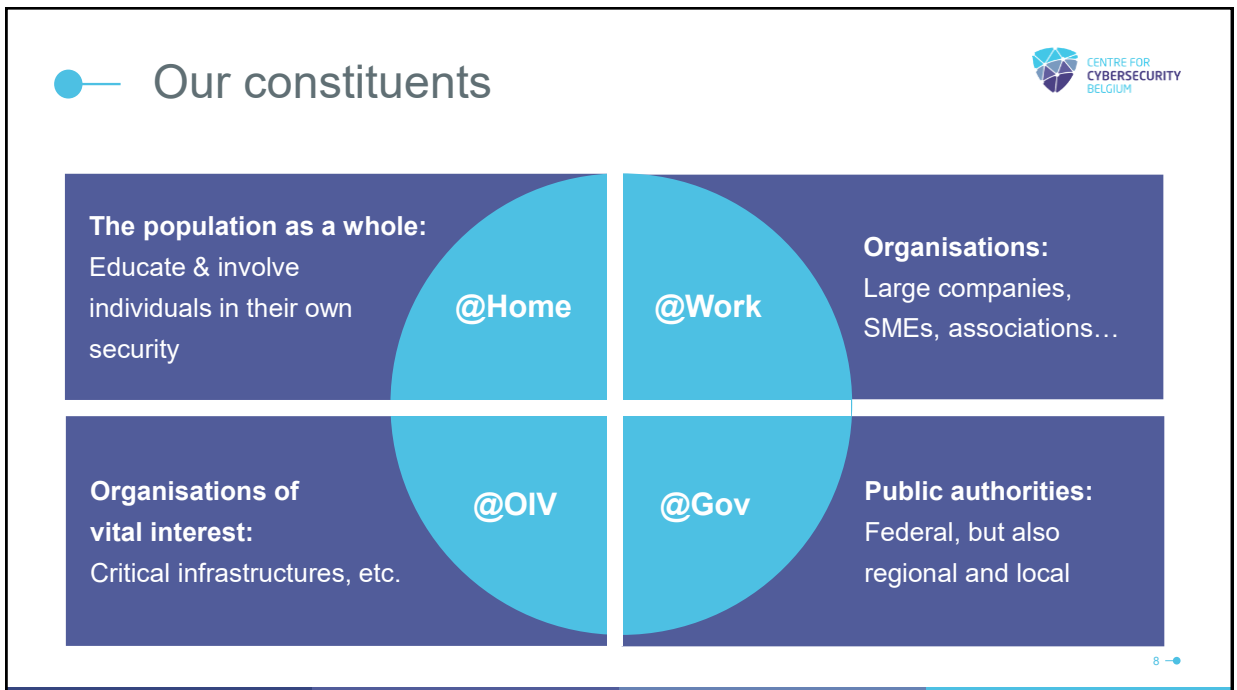 Our constituents
CENTRE FOR
CYBERSECURITY
BELGIUM
The population as a whole:
Educate & involve
individuals in their own
security
@Home
@Work
Organisations:
Large companies,
SMEs, associations…
Organisations of
vital interest:
Critical infrastructures, etc.
@OIV
@Gov
Public authorities:
Federal, but also
regional and local
8